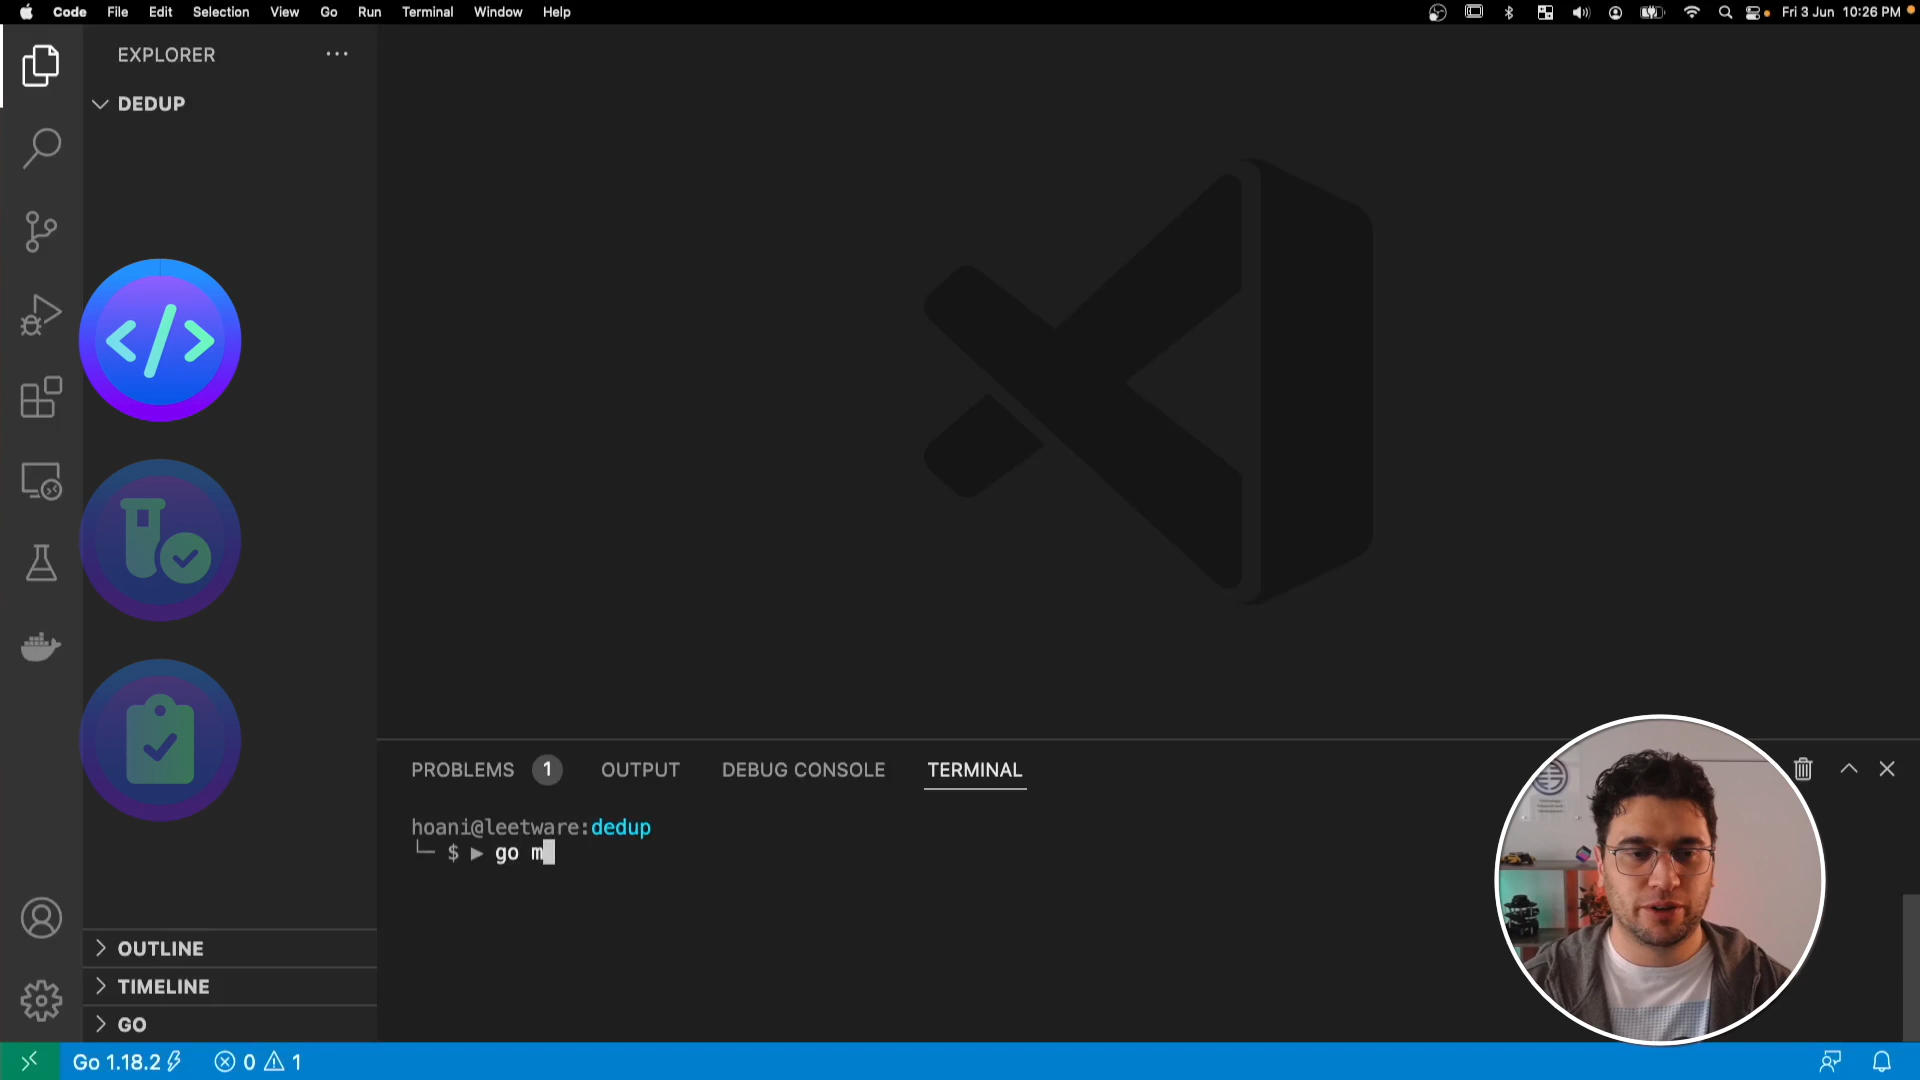 Code File Edit Selection View Go Run Terminal Window Help
Fri 3 Jun 10:26 PM
EXPLORER
DEDUP
OUTLINE
TIMELINE
GO
PROBLEMS 1 OUTPUT DEBUG CONSOLE TERMINAL
hoani@leetware:dedup
└─ $ ▶ go m
Go 1.18.2 0 1